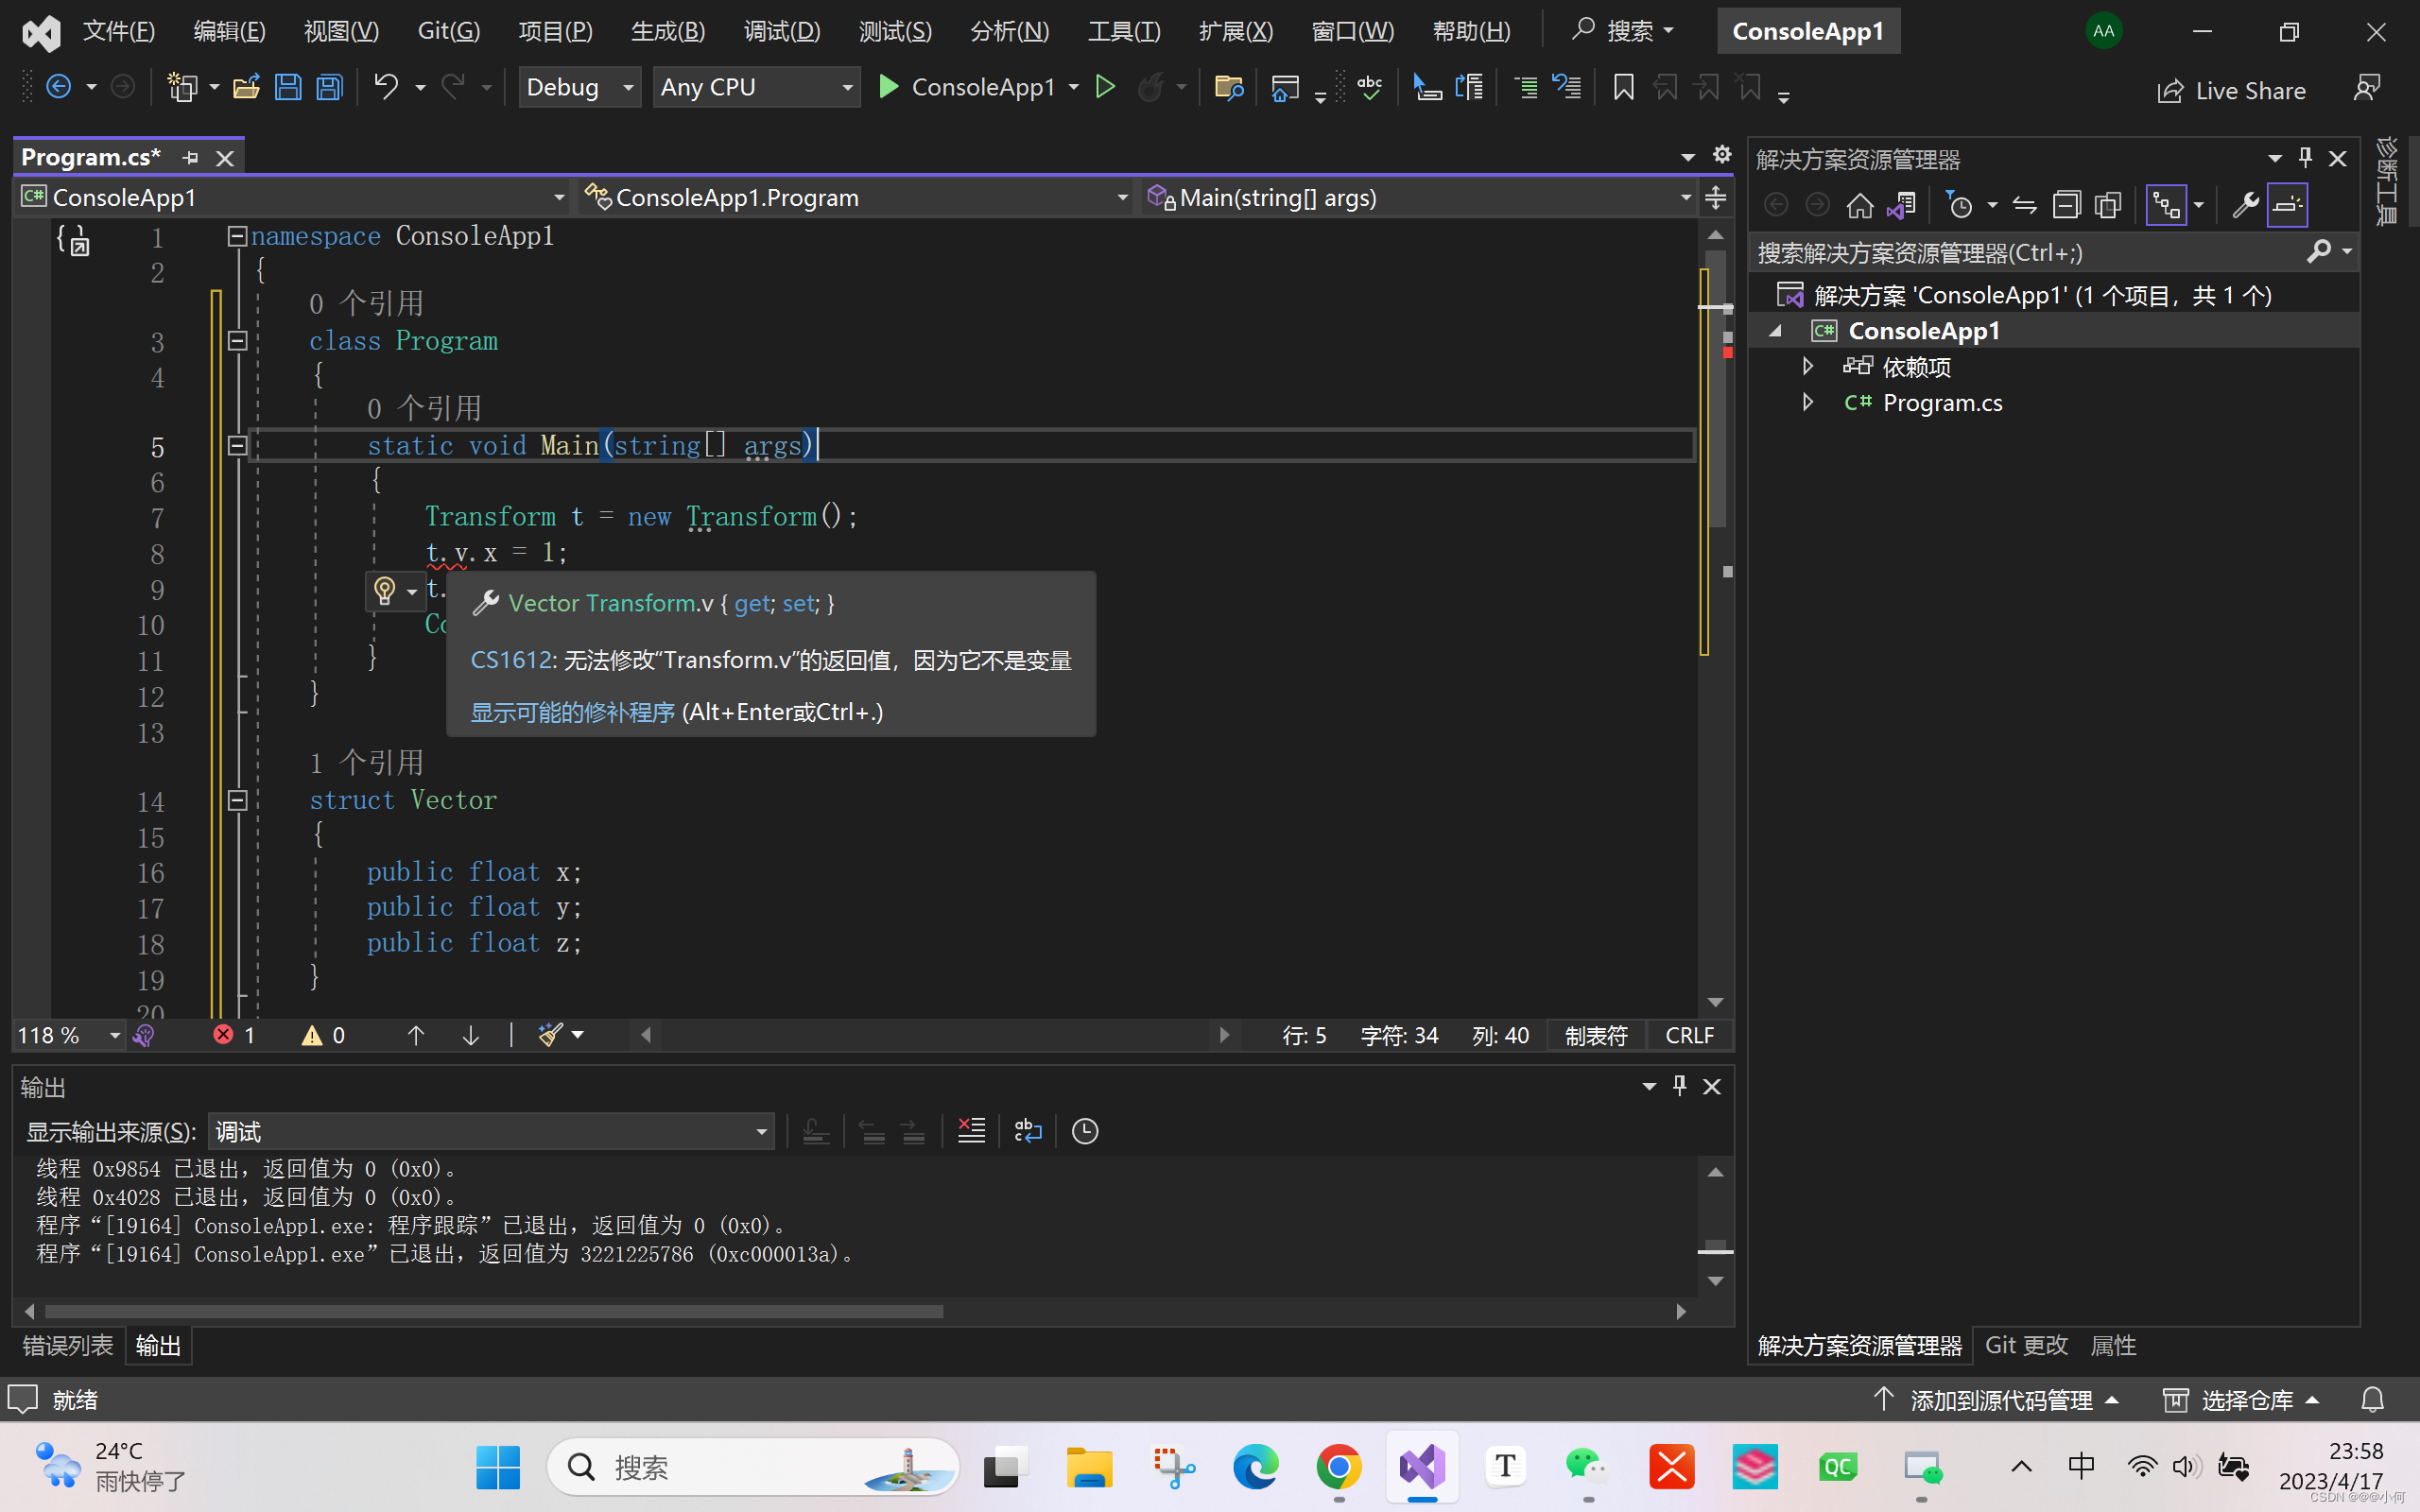 文件(F) 编辑(E) 视图(V) Git(G) 项目(P) 生成(B) 调试(D) 测试(S) 分析(N) 工具(T) 扩展(X) 窗口(W) 帮助(H) 搜索 ConsoleApp1 AA
Debug Any CPU ConsoleApp1 Live Share
Program.cs*
ConsoleApp1 ConsoleApp1.Program Main(string[] args)
1 namespace ConsoleApp1
2 {
0 个引用
3 class Program
4 {
0 个引用
5 static void Main(string[] args)
6 {
7 Transform t = new Transform();
8 t.v.x = 1;
9 t.
Vector Transform.v { get; set; }
10 Co
CS1612: 无法修改“Transform.v”的返回值，因为它不是变量
11 }
显示可能的修补程序 (Alt+Enter或Ctrl+.)
12 }
13
1 个引用
14 struct Vector
15 {
16 public float x;
17 public float y;
18 public float z;
19 }
20
118 % 1 0 行: 5 字符: 34 列: 40 制表符 CRLF
输出
显示输出来源(S): 调试
线程 0x9854 已退出，返回值为 0 (0x0)。
线程 0x4028 已退出，返回值为 0 (0x0)。
程序“[19164] ConsoleApp1.exe: 程序跟踪”已退出，返回值为 0 (0x0)。
程序“[19164] ConsoleApp1.exe”已退出，返回值为 3221225786 (0xc000013a)。
错误列表 输出
解决方案资源管理器
搜索解决方案资源管理器(Ctrl+;)
解决方案 'ConsoleApp1' (1 个项目，共 1 个)
C# ConsoleApp1
依赖项
C# Program.cs
解决方案资源管理器 Git 更改 属性
诊断工具
就绪 添加到源代码管理 选择仓库
24°C
雨快停了
搜索
T
QC
中
23:58
2023/4/17
CSDN @@@小何